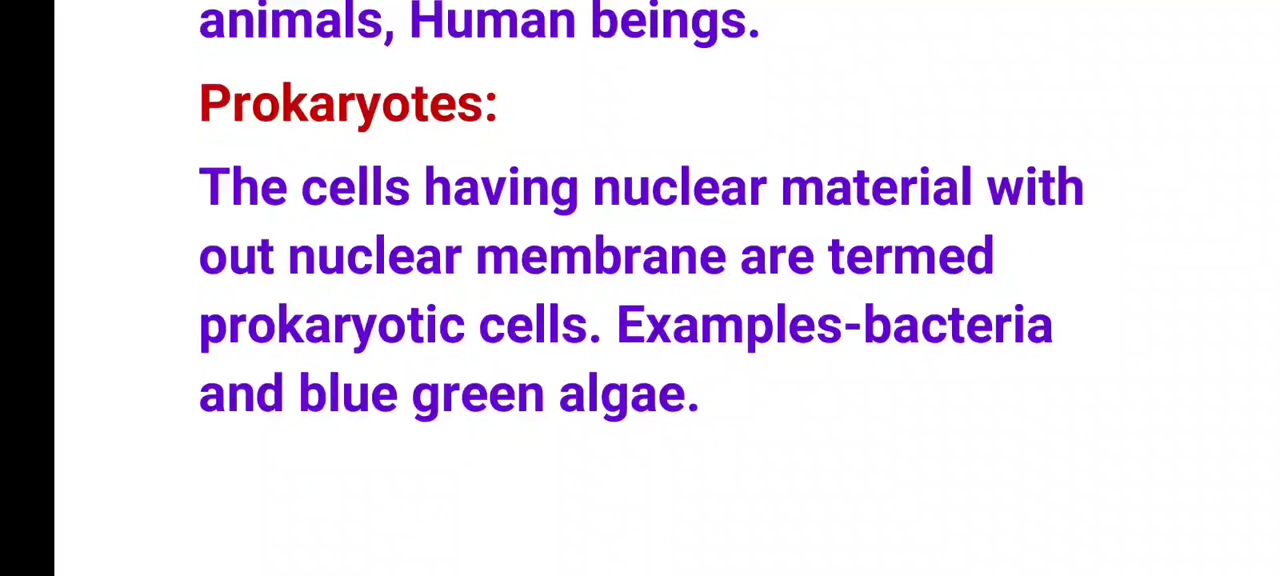 animals, Human beings.
Prokaryotes:
The cells having nuclear material with
out nuclear membrane are termed
prokaryotic cells. Examples-bacteria
and blue green algae.